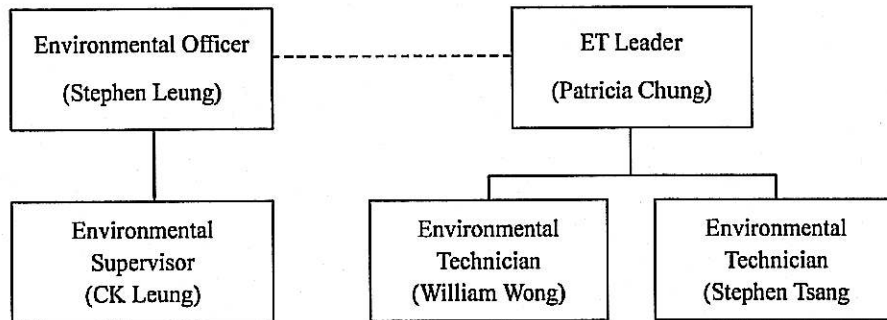 Environmental Officer
(Stephen Leung)
ET Leader
(Patricia Chung)
Environmental
Supervisor
(CK Leung)
Environmental
Technician
(William Wong)
Environmental
Technician
(Stephen Tsang